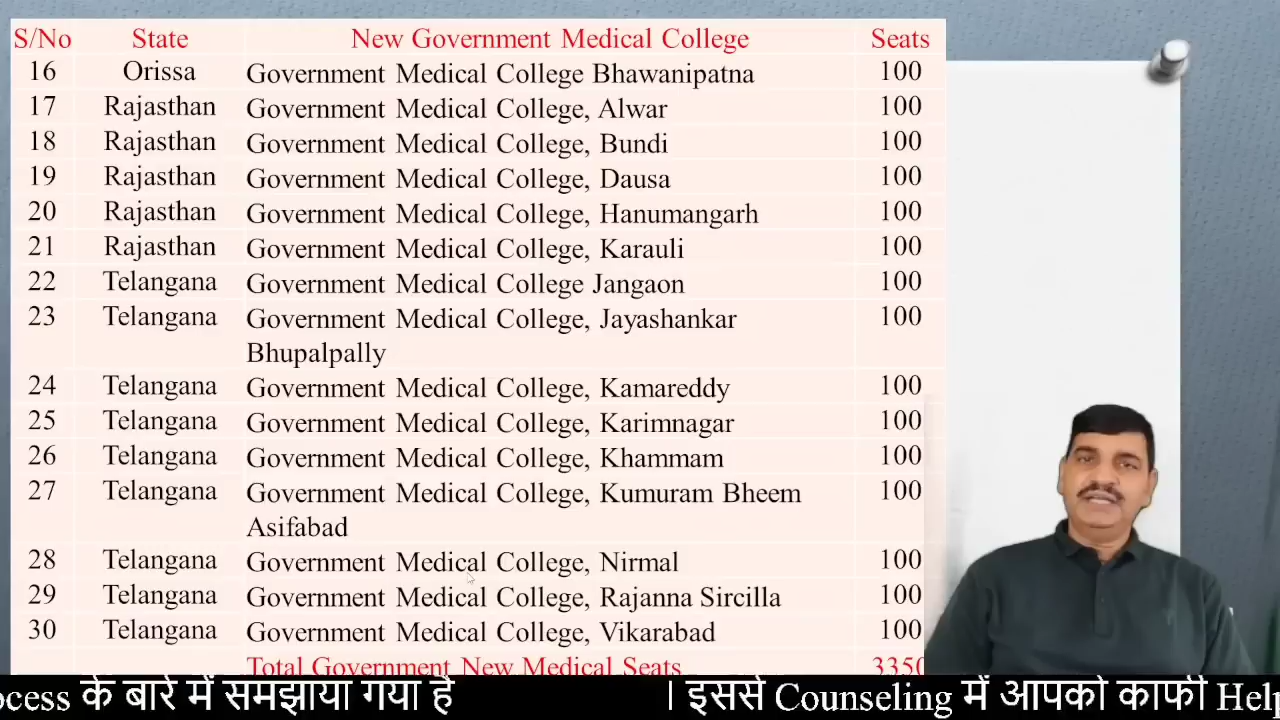 S/No State New Government Medical College Seats
16 Orissa Government Medical College Bhawanipatna 100
17 Rajasthan Government Medical College, Alwar 100
18 Rajasthan Government Medical College, Bundi 100
19 Rajasthan Government Medical College, Dausa 100
20 Rajasthan Government Medical College, Hanumangarh 100
21 Rajasthan Government Medical College, Karauli 100
22 Telangana Government Medical College Jangaon 100
23 Telangana Government Medical College, Jayashankar 100
Bhupalpally
24 Telangana Government Medical College, Kamareddy 100
25 Telangana Government Medical College, Karimnagar 100
26 Telangana Government Medical College, Khammam 100
27 Telangana Government Medical College, Kumuram Bheem 100
Asifabad
28 Telangana Government Medical College, Nirmal 100
29 Telangana Government Medical College, Rajanna Sircilla 100
30 Telangana Government Medical College, Vikarabad 100
Total Government New Medical Seats 3350
ocess के बारे में समझाया गया है । इससे Counseling में आपको काफी Help